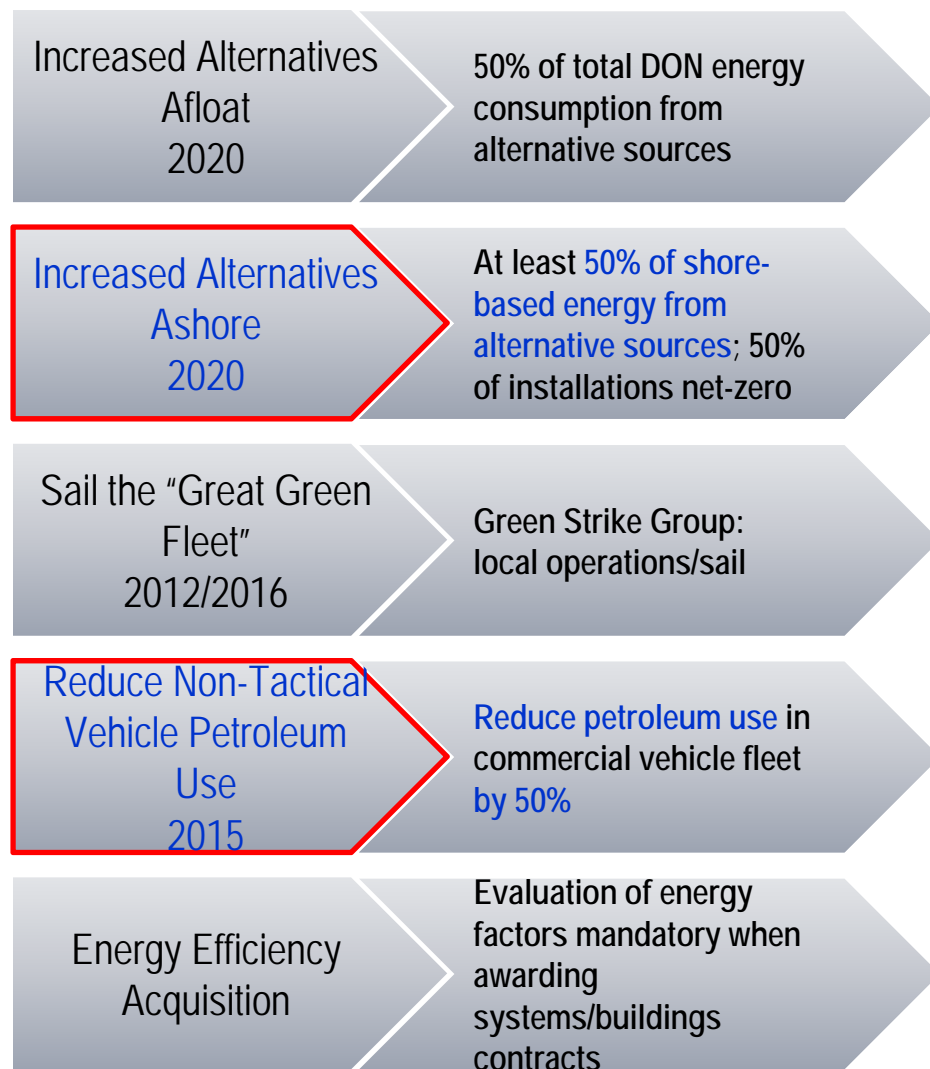 Increased Alternatives
Afloat
2020
50% of total DON energy
consumption from
alternative sources
Increased Alternatives
Ashore
2020
At least 50% of shore-
based energy from
alternative sources; 50%
of installations net-zero
Sail the “Great Green
Fleet”
2012/2016
Green Strike Group:
local operations/sail
Reduce Non-Tactical
Vehicle Petroleum
Use
2015
Reduce petroleum use in
commercial vehicle fleet
by 50%
Energy Efficiency
Acquisition
Evaluation of energy
factors mandatory when
awarding
systems/buildings
contracts